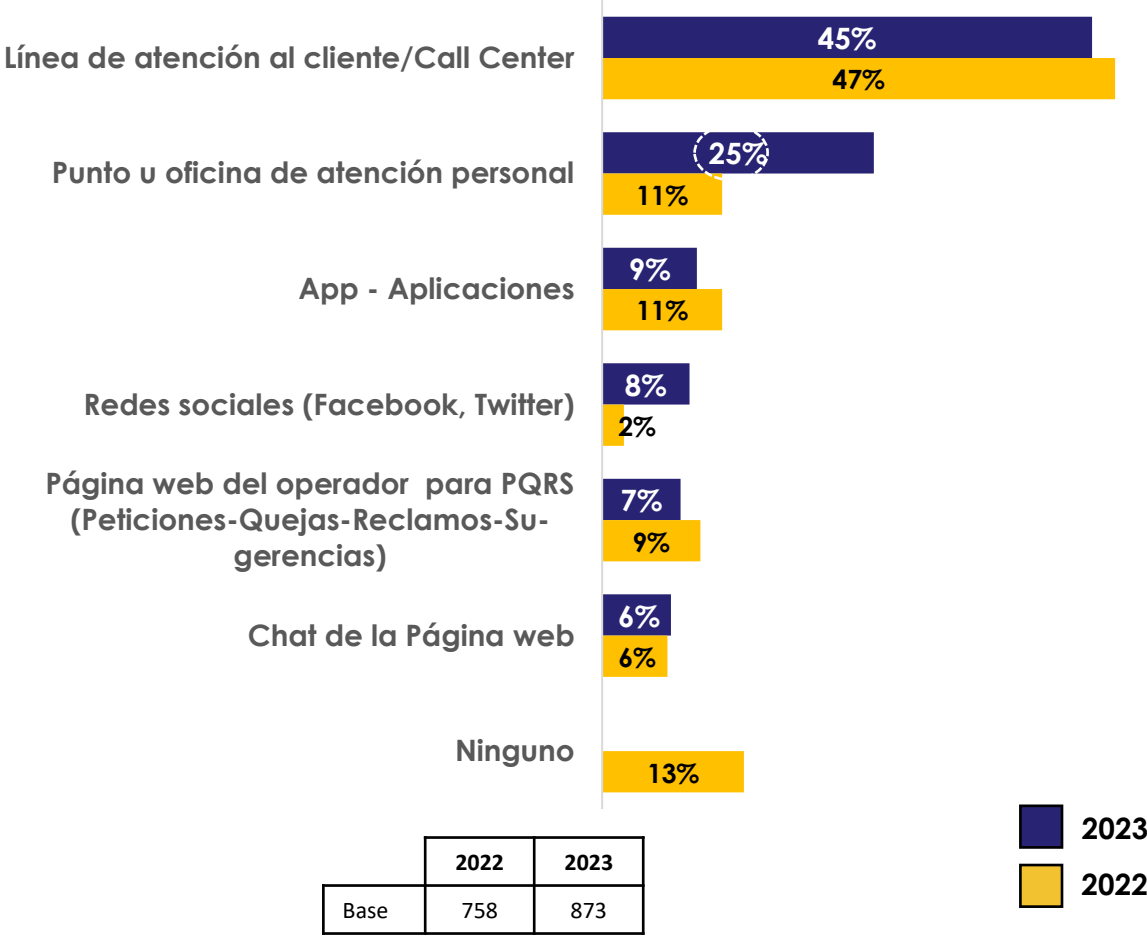 Línea de atención al cliente/Call Center
45%
47%
Punto u oficina de atención personal
25%
11%
App - Aplicaciones
9%
11%
Redes sociales (Facebook, Twitter)
8%
2%
Página web del operador  para PQRS
(Peticiones-Quejas-Reclamos-Su-
gerencias)
7%
9%
Chat de la Página web
6%
6%
Ninguno
13%
2023
2022
2022 2023
Base 758 873